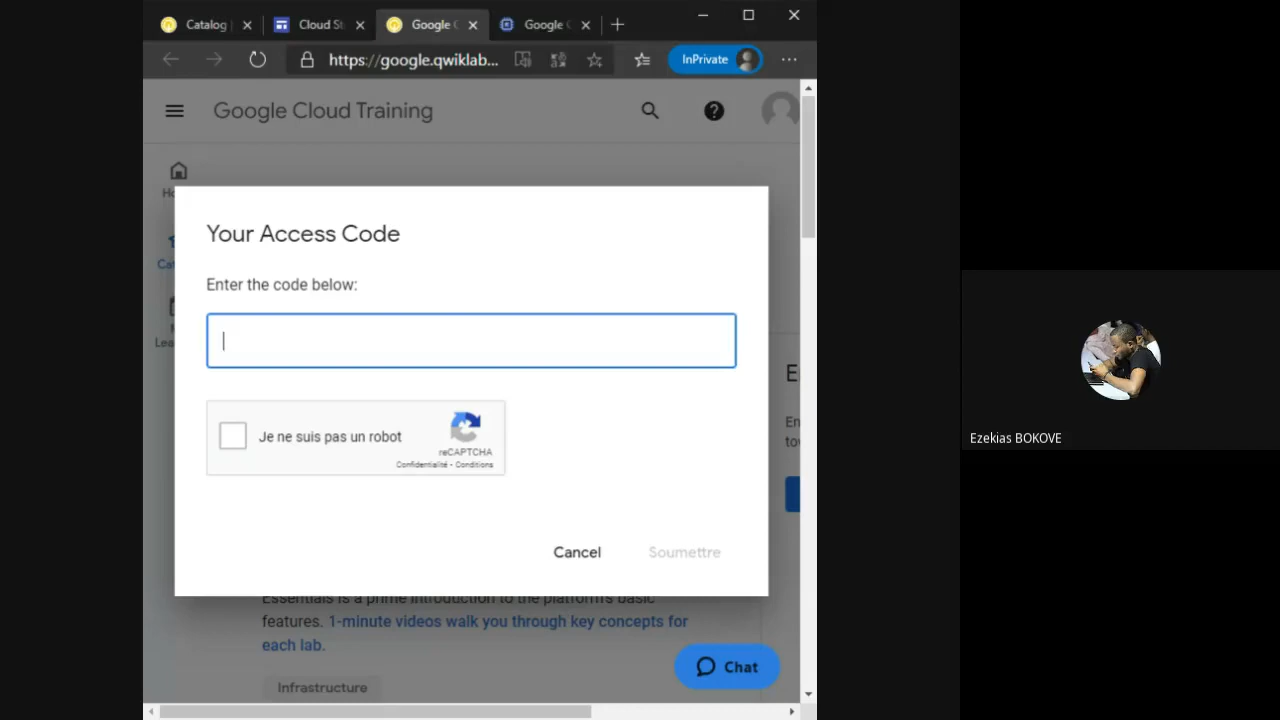 Catalog
Cloud St
Google C
Google C
https://google.qwiklab...
InPrivate
Google Cloud Training
Your Access Code
Enter the code below:
Je ne suis pas un robot
reCAPTCHA
Confidentialité - Conditions
Cancel
Soumettre
Essentials is a prime introduction to the platform's basic
features. 1-minute videos walk you through key concepts for
each lab.
Chat
Infrastructure
Ezekias BOKOVE